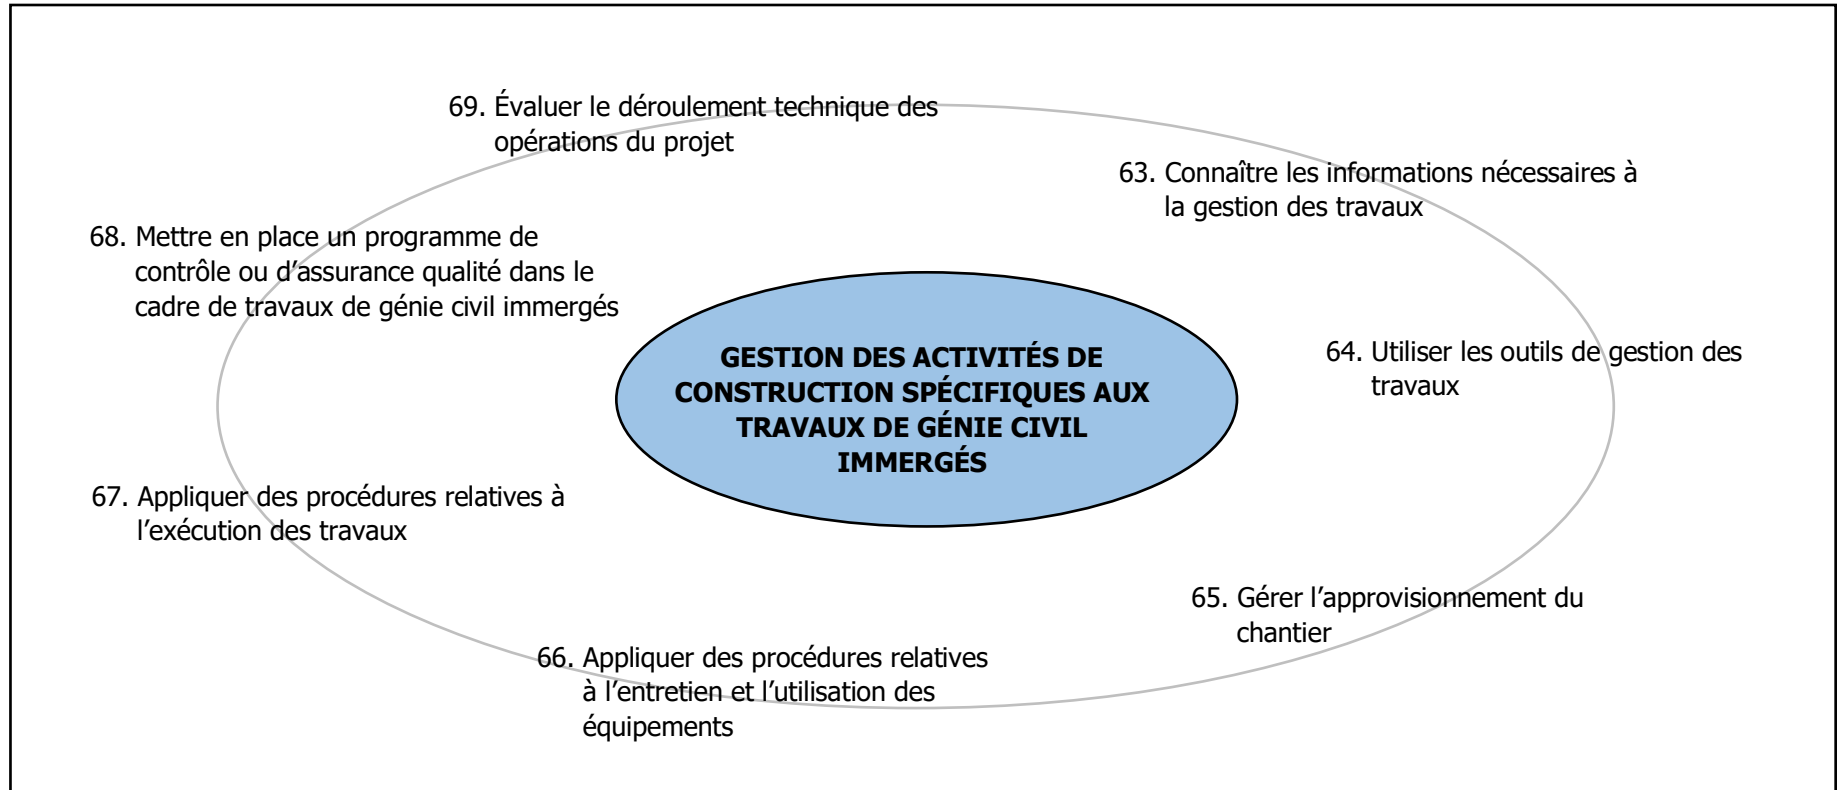 69. Évaluer le déroulement technique des
opérations du projet
63. Connaître les informations nécessaires à
la gestion des travaux
68. Mettre en place un programme de
contrôle ou d’assurance qualité dans le
cadre de travaux de génie civil immergés
GESTION DES ACTIVITÉS DE
CONSTRUCTION SPÉCIFIQUES AUX
TRAVAUX DE GÉNIE CIVIL
IMMERGÉS
64. Utiliser les outils de gestion des
travaux
67. Appliquer des procédures relatives à
l’exécution des travaux
65. Gérer l’approvisionnement du
chantier
66. Appliquer des procédures relatives
à l’entretien et l’utilisation des
équipements